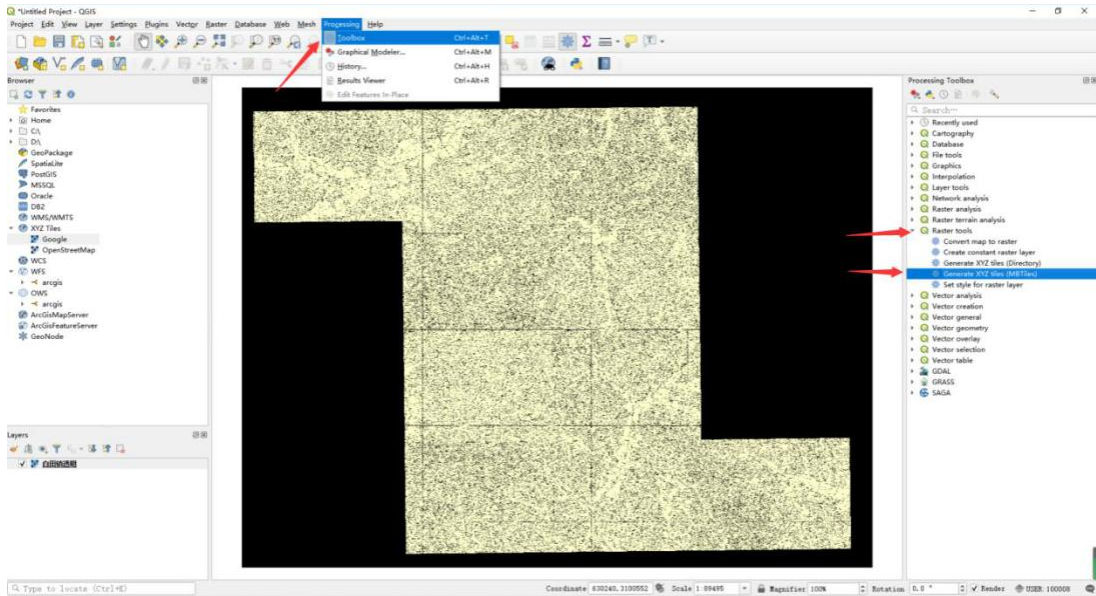 *Untitled Project - QGIS
Project Edit View Layer Settings Plugins Vector Raster Database Web Mesh Processing Help
Toolbox Ctrl+Alt+T
Graphical Modeler... Ctrl+Alt+M
History... Ctrl+Alt+H
Results Viewer Ctrl+Alt+R
Edit Features In-Place
Browser
Favorites
Home
C:\
D:\
GeoPackage
SpatiaLite
PostGIS
MSSQL
Oracle
DB2
WMS/WMTS
XYZ Tiles
Google
OpenStreetMap
WCS
WFS
arcgis
OWS
arcgis
ArcGisMapServer
ArcGisFeatureServer
GeoNode
Layers
Processing Toolbox
Search…
Recently used
Cartography
Database
File tools
Graphics
Interpolation
Layer tools
Network analysis
Raster analysis
Raster terrain analysis
Raster tools
Convert map to raster
Create constant raster layer
Generate XYZ tiles (Directory)
Generate XYZ tiles (MBTiles)
Set style for raster layer
Vector analysis
Vector creation
Vector general
Vector geometry
Vector overlay
Vector selection
Vector table
GDAL
GRASS
SAGA
Type to locate (Ctrl+K)
Coordinate 630248,3100552 Scale 1:89495 Magnifier 100% Rotation 0.0 ° Render USER:100008